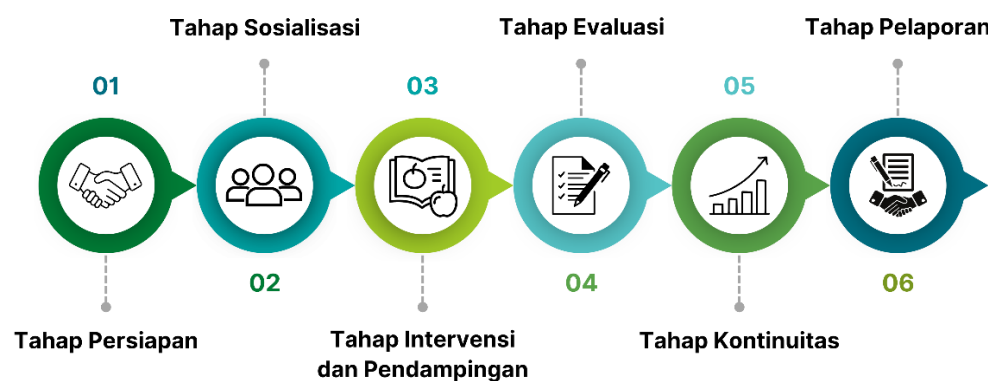 Tahap Sosialisasi
Tahap Evaluasi
Tahap Pelaporan
01
03
05
02
04
06
Tahap Persiapan
Tahap Intervensi
dan Pendampingan
Tahap Kontinuitas